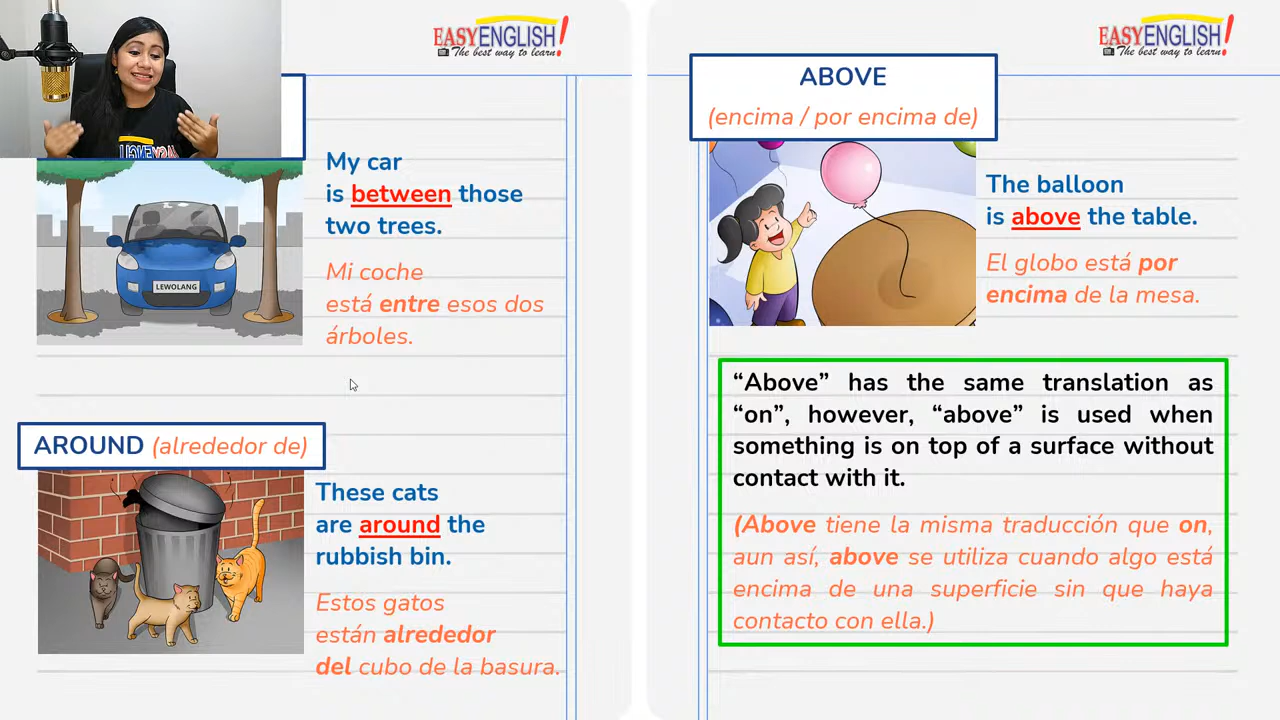 EASYENGLISH!
The best way to learn!
My car
is between those
two trees.
Mi coche
está entre esos dos
árboles.
LEWOLANG
AROUND (alrededor de)
These cats
are around the
rubbish bin.
Estos gatos
están alrededor
del cubo de la basura.
EASYENGLISH!
The best way to learn!
ABOVE
(encima / por encima de)
The balloon
is above the table.
El globo está por
encima de la mesa.
“Above” has the same translation as
“on”, however, “above” is used when
something is on top of a surface without
contact with it.
(Above tiene la misma traducción que on,
aun así, above se utiliza cuando algo está
encima de una superficie sin que haya
contacto con ella.)